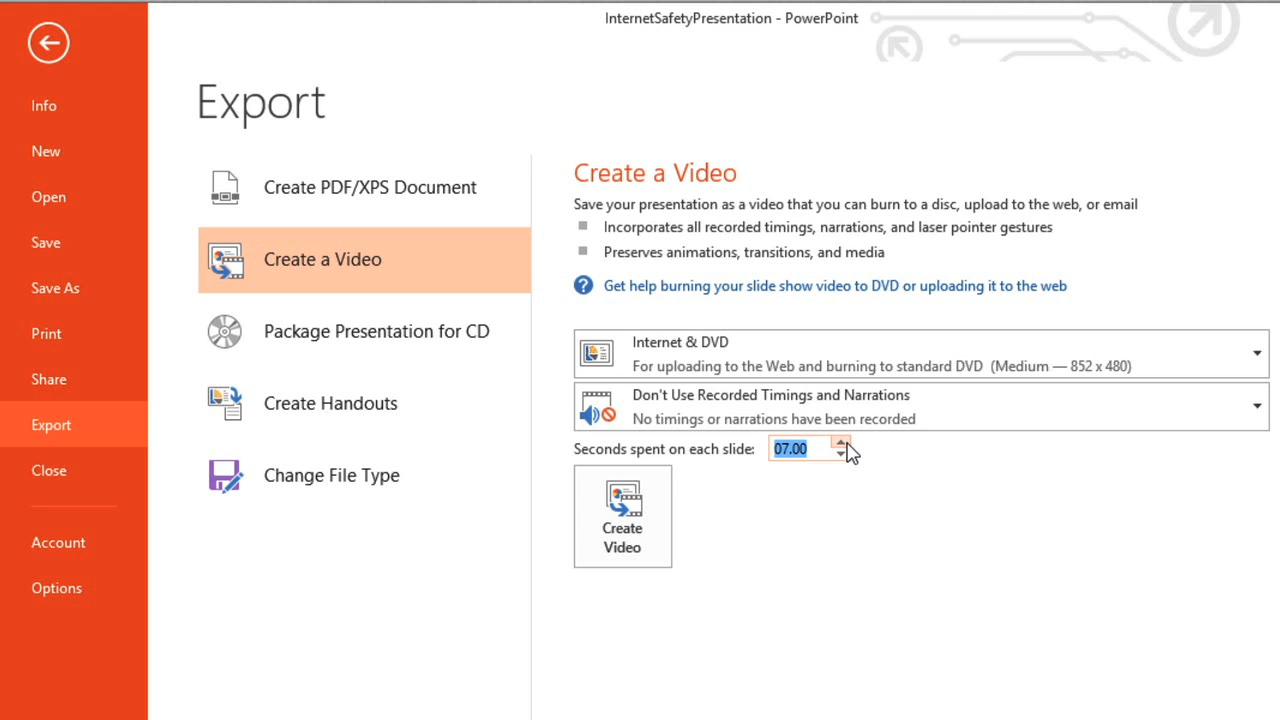 InternetSafetyPresentation - PowerPoint
Info
New
Open
Save
Save As
Print
Share
Export
Close
Account
Options
Export
Create PDF/XPS Document
Create a Video
Package Presentation for CD
Create Handouts
Change File Type
Create a Video
Save your presentation as a video that you can burn to a disc, upload to the web, or email
Incorporates all recorded timings, narrations, and laser pointer gestures
Preserves animations, transitions, and media
? Get help burning your slide show video to DVD or uploading it to the web
Internet & DVD
For uploading to the Web and burning to standard DVD (Medium — 852 x 480)
Don't Use Recorded Timings and Narrations
No timings or narrations have been recorded
Seconds spent on each slide: 07.00
Create
Video